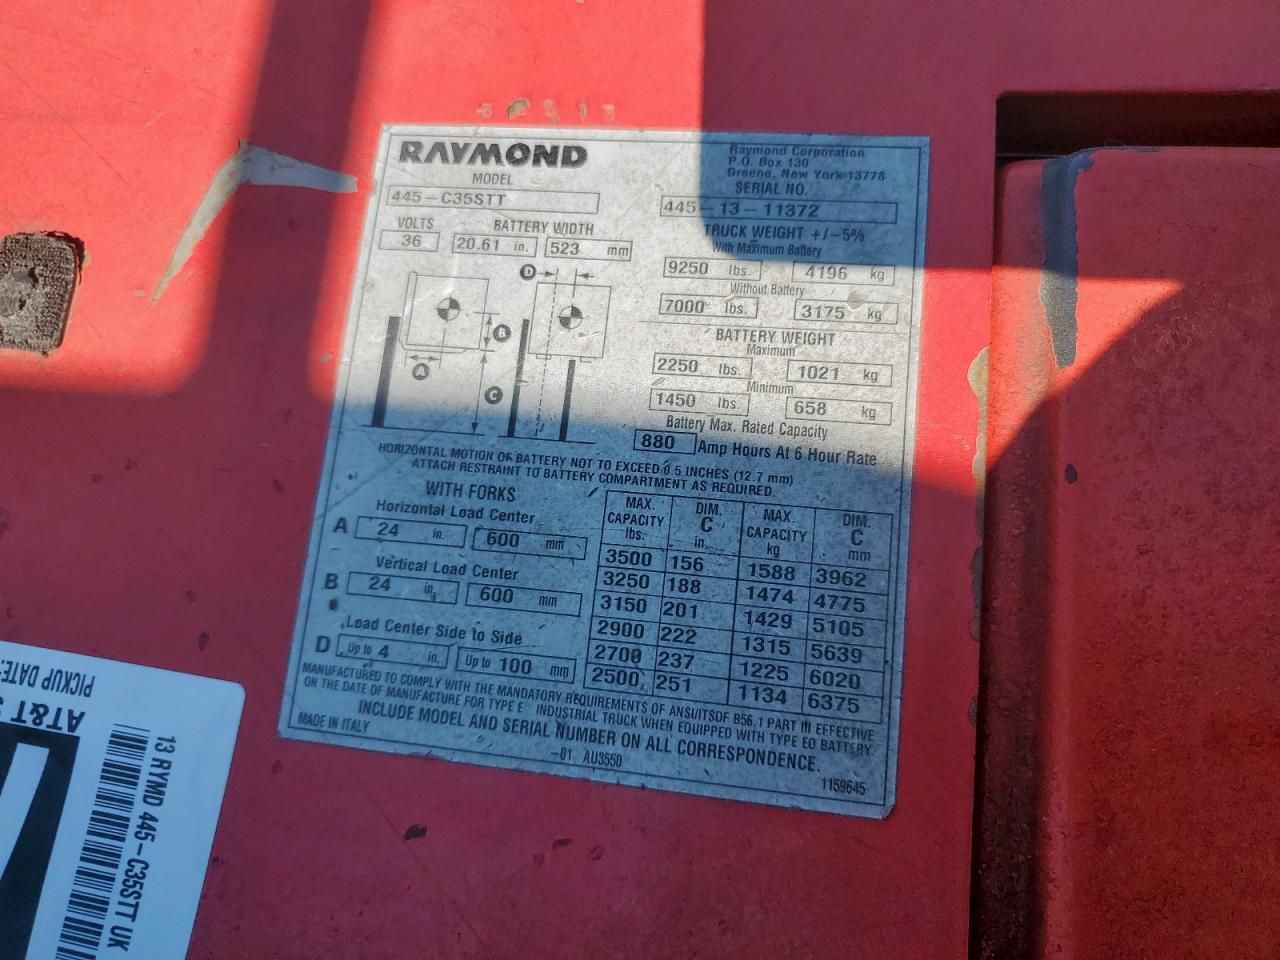 RAYMOND
Raymond Corporation
P.O. Box 130
Greene, New York 13778
MODEL
445-C35STT
SERIAL NO.
445-13-11372
VOLTS
36
BATTERY WIDTH
20.61 in.
523 mm
TRUCK WEIGHT +/-5%
With Maximum Battery
9250 lbs.
4196 kg
Without Battery
7000 lbs.
3175 kg
BATTERY WEIGHT
Maximum
2250 lbs.
1021 kg
Minimum
1450 lbs.
658 kg
Battery Max. Rated Capacity
880 Amp Hours At 6 Hour Rate
D
B
A
C
HORIZONTAL MOTION OF BATTERY NOT TO EXCEED 0.5 INCHES (12.7 mm)
ATTACH RESTRAINT TO BATTERY COMPARTMENT AS REQUIRED.
WITH FORKS
Horizontal Load Center
A 24 in. 600 mm
Vertical Load Center
B 24 in. 600 mm
Load Center Side to Side
D Up to 4 in. Up to 100 mm
MAX. CAPACITY lbs. DIM. C in. MAX. CAPACITY kg DIM. C mm
3500 156 1588 3962
3250 188 1474 4775
3150 201 1429 5105
2900 222 1315 5639
2700 237 1225 6020
2500 251 1134 6375
MANUFACTURED TO COMPLY WITH THE MANDATORY REQUIREMENTS OF ANSI/ITSDF B56.1 PART III EFFECTIVE
ON THE DATE OF MANUFACTURE FOR TYPE E INDUSTRIAL TRUCK WHEN EQUIPPED WITH TYPE EO BATTERY.
INCLUDE MODEL AND SERIAL NUMBER ON ALL CORRESPONDENCE.
MADE IN ITALY
-01 AU3550
1159645
PICKUP DATE:
AT&T
13 RYMD 445-C35STT UK